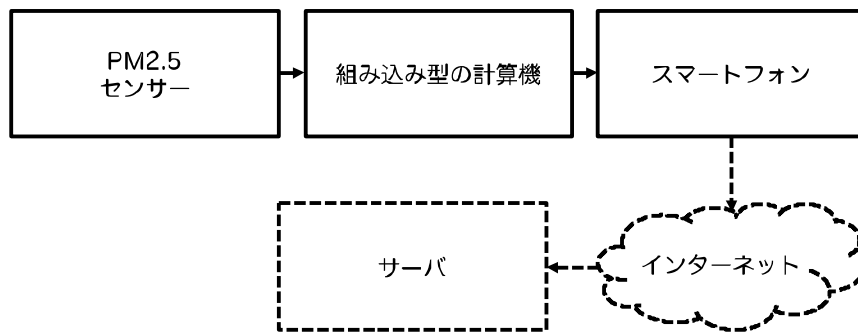 PM2.5
センサー
組み込み型の計算機
スマートフォン
サーバ
インターネット